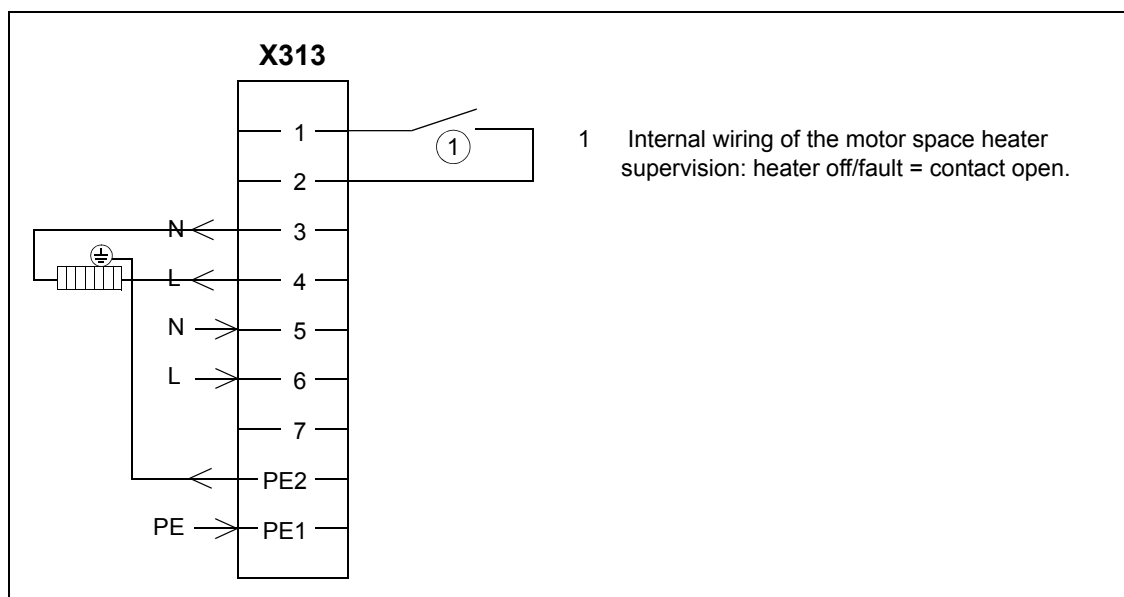 X313
1
1
1 Internal wiring of the motor space heater
supervision: heater off/fault = contact open.
2
N 3
L 4
N 5
L 6
7
PE2
PE PE1